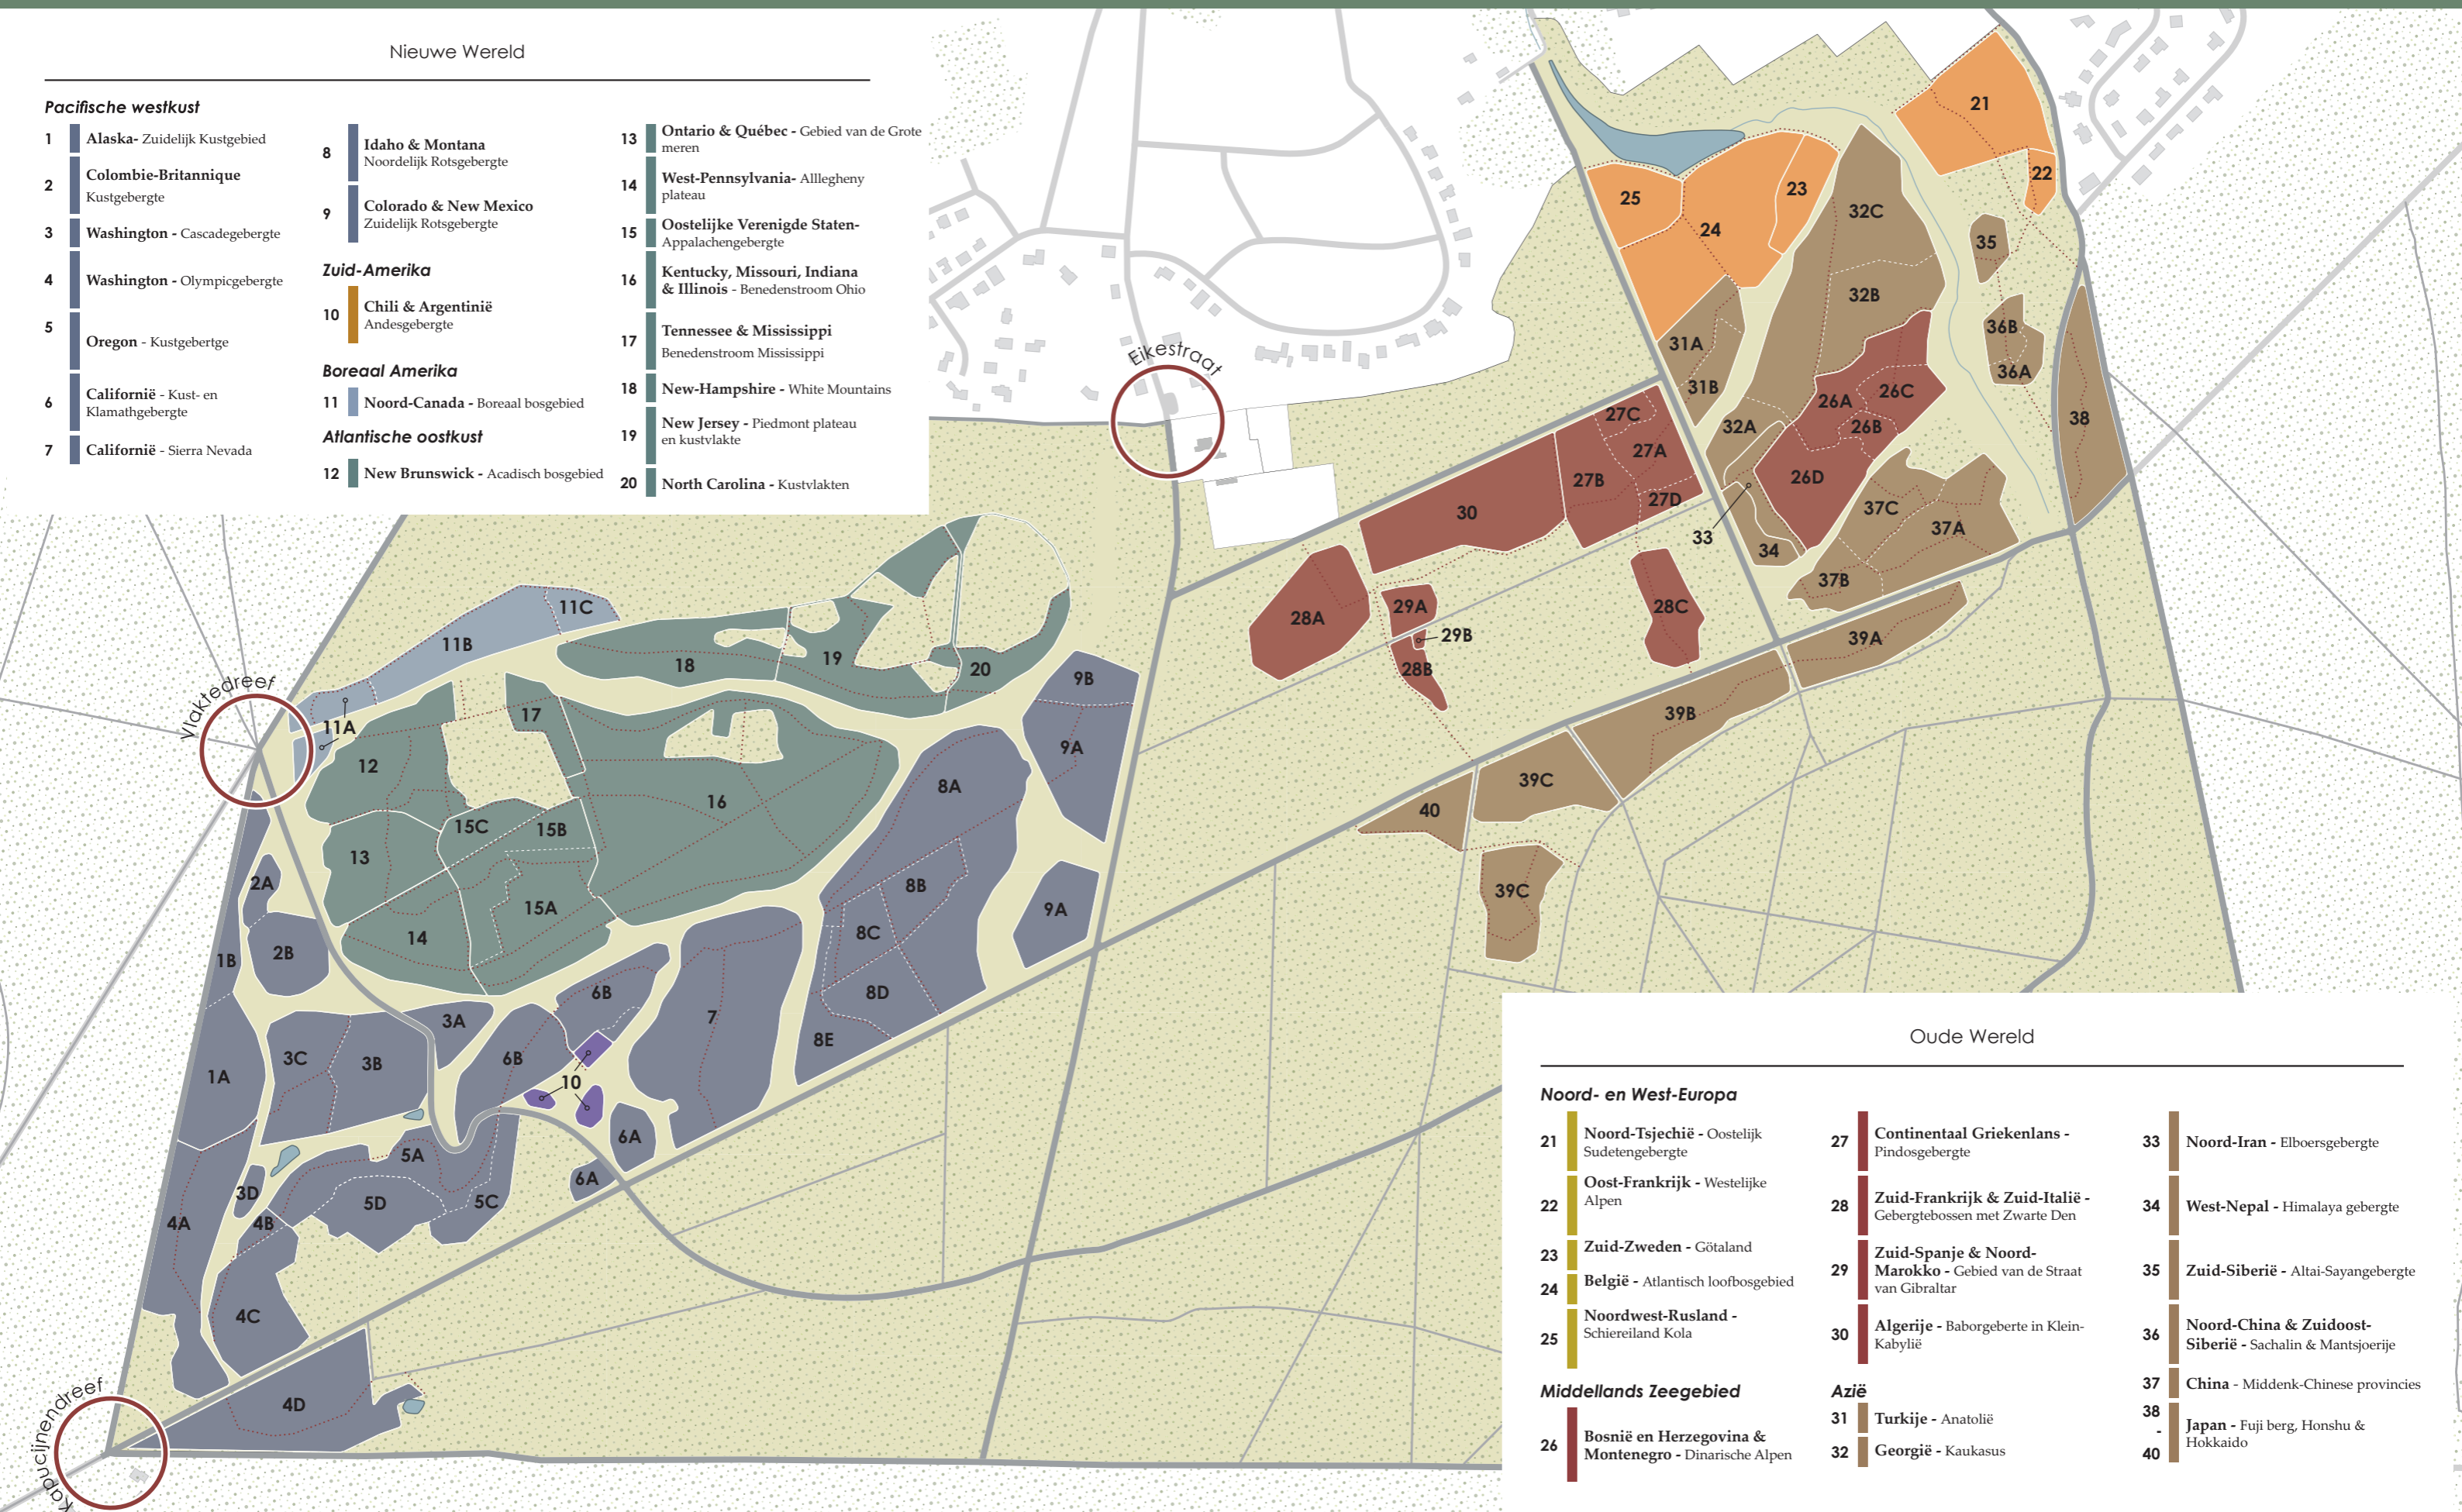 Nieuwe Wereld
Pacifische westkust
1 Alaska- Zuidelijk Kustgebied
2 Colombie-Britannique
Kustgebergte
3 Washington - Cascadegebergte
4 Washington - Olympicgebergte
5 Oregon - Kustgebertge
6 Californië - Kust- en
Klamathgebergte
7 Californië - Sierra Nevada
8 Idaho & Montana
Noordelijk Rotsgebergte
9 Colorado & New Mexico
Zuidelijk Rotsgebergte
Zuid-Amerika
10 Chili & Argentinië
Andesgebergte
Boreaal Amerika
11 Noord-Canada - Boreaal bosgebied
Atlantische oostkust
12 New Brunswick - Acadisch bosgebied
13 Ontario & Québec - Gebied van de Grote
meren
14 West-Pennsylvania- Alllegheny
plateau
15 Oostelijke Verenigde Staten-
Appalachengebergte
16 Kentucky, Missouri, Indiana
& Illinois - Benedenstroom Ohio
17 Tennessee & Mississippi
Benedenstroom Mississippi
18 New-Hampshire - White Mountains
19 New Jersey - Piedmont plateau
en kustvlakte
20 North Carolina - Kustvlakten
Eikestraat
Vlaktedreef
Kapucijnendreef
21
22
23
24
25
32C
32B
35
36B
36A
38
31A
31B
32A
26A
26C
26B
26D
27C
27A
27B
27D
30
33
34
37C
37A
37B
28A
29A
29B
28B
28C
39A
39B
39C
40
39C
11C
11B
11A
18
19
20
9B
9A
17
12
16
8A
15C
15B
13
2A
8B
15A
9A
14
8C
1B
2B
6B
8D
7
3A
8E
3C
3B
6B
1A
10
6A
5A
6A
3D
5D
5C
4A
4B
4C
4D
Oude Wereld
Noord- en West-Europa
21 Noord-Tsjechië - Oostelijk
Sudetengebergte
22 Oost-Frankrijk - Westelijke
Alpen
23 Zuid-Zweden - Götaland
24 België - Atlantisch loofbosgebied
25 Noordwest-Rusland -
Schiereiland Kola
Middellands Zeegebied
26 Bosnië en Herzegovina &
Montenegro - Dinarische Alpen
27 Continentaal Griekenlans -
Pindosgebergte
28 Zuid-Frankrijk & Zuid-Italië -
Gebergtebossen met Zwarte Den
29 Zuid-Spanje & Noord-
Marokko - Gebied van de Straat
van Gibraltar
30 Algerije - Baborgeberte in Klein-
Kabylië
Azië
31 Turkije - Anatolië
32 Georgië - Kaukasus
33 Noord-Iran - Elboersgebergte
34 West-Nepal - Himalaya gebergte
35 Zuid-Siberië - Altai-Sayangebergte
36 Noord-China & Zuidoost-
Siberië - Sachalin & Mantsjoerije
37 China - Middenk-Chinese provincies
38 - 40 Japan - Fuji berg, Honshu &
Hokkaido